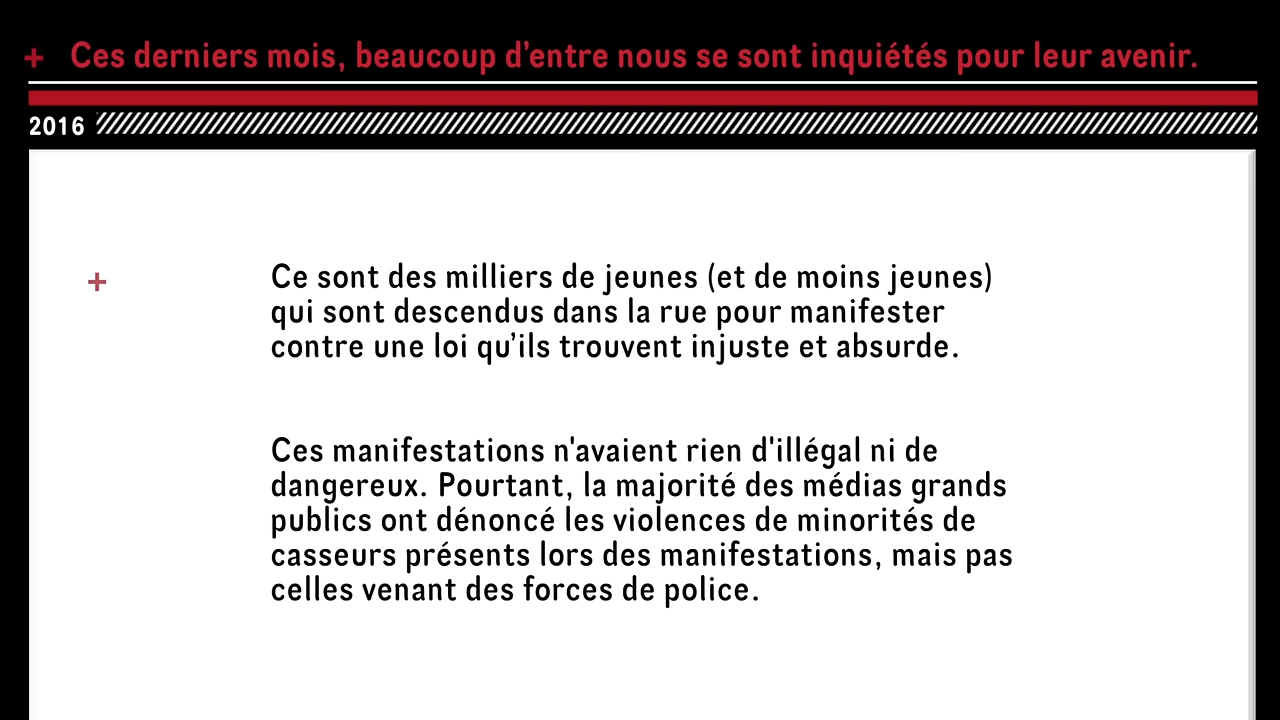 + Ces derniers mois, beaucoup d’entre nous se sont inquiétés pour leur avenir.
2016
+
Ce sont des milliers de jeunes (et de moins jeunes)
qui sont descendus dans la rue pour manifester
contre une loi qu’ils trouvent injuste et absurde.
Ces manifestations n'avaient rien d'illégal ni de
dangereux. Pourtant, la majorité des médias grands
publics ont dénoncé les violences de minorités de
casseurs présents lors des manifestations, mais pas
celles venant des forces de police.